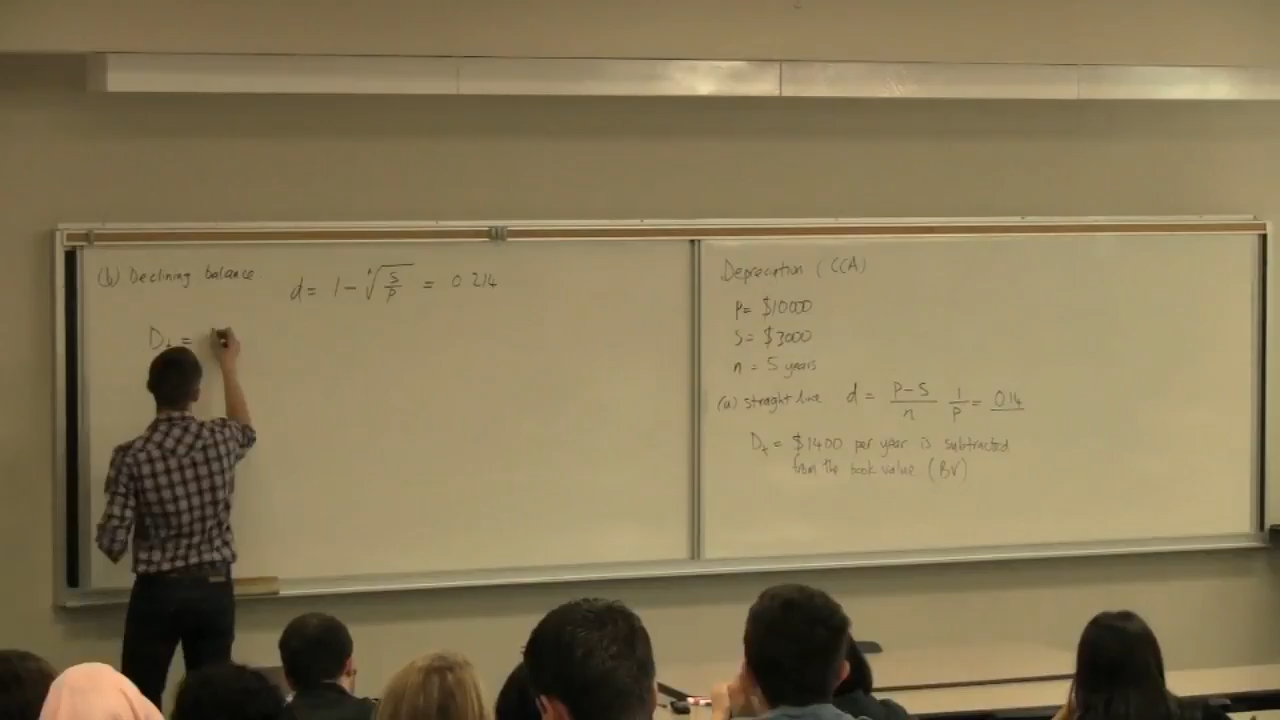 (b) Declining balance d = 1 - ⁿ√(S/P) = 0.214
Dₜ =
Depreciation (CCA)
P = $10000
S = $3000
n = 5 years
(a) straight line d = (P-S)/n 1/P = 0.14
Dₜ = $1400 per year is subtracted
from the book value (BV)